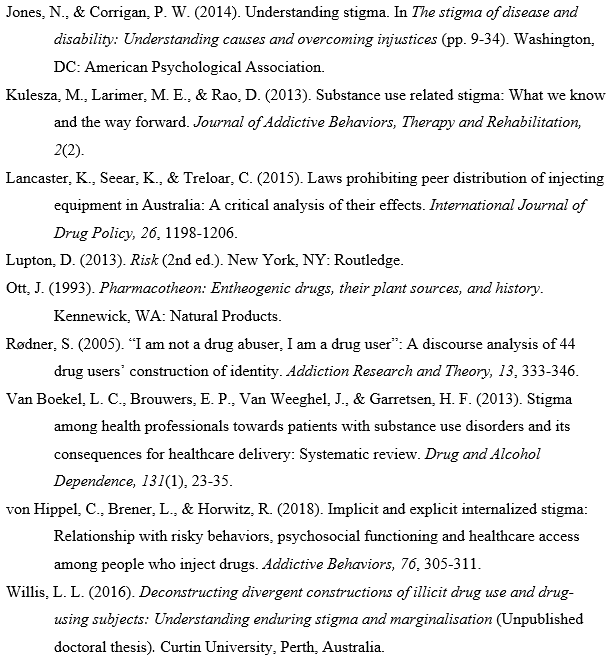 Jones, N., & Corrigan, P. W. (2014). Understanding stigma. In The stigma of disease and
disability: Understanding causes and overcoming injustices (pp. 9-34). Washington,
DC: American Psychological Association.
Kulesza, M., Larimer, M. E., & Rao, D. (2013). Substance use related stigma: What we know
and the way forward. Journal of Addictive Behaviors, Therapy and Rehabilitation,
2(2).
Lancaster, K., Seear, K., & Treloar, C. (2015). Laws prohibiting peer distribution of injecting
equipment in Australia: A critical analysis of their effects. International Journal of
Drug Policy, 26, 1198-1206.
Lupton, D. (2013). Risk (2nd ed.). New York, NY: Routledge.
Ott, J. (1993). Pharmacotheon: Entheogenic drugs, their plant sources, and history.
Kennewick, WA: Natural Products.
Rødner, S. (2005). “I am not a drug abuser, I am a drug user”: A discourse analysis of 44
drug users’ construction of identity. Addiction Research and Theory, 13, 333-346.
Van Boekel, L. C., Brouwers, E. P., Van Weeghel, J., & Garretsen, H. F. (2013). Stigma
among health professionals towards patients with substance use disorders and its
consequences for healthcare delivery: Systematic review. Drug and Alcohol
Dependence, 131(1), 23-35.
von Hippel, C., Brener, L., & Horwitz, R. (2018). Implicit and explicit internalized stigma:
Relationship with risky behaviors, psychosocial functioning and healthcare access
among people who inject drugs. Addictive Behaviors, 76, 305-311.
Willis, L. L. (2016). Deconstructing divergent constructions of illicit drug use and drug-
using subjects: Understanding enduring stigma and marginalisation (Unpublished
doctoral thesis). Curtin University, Perth, Australia.